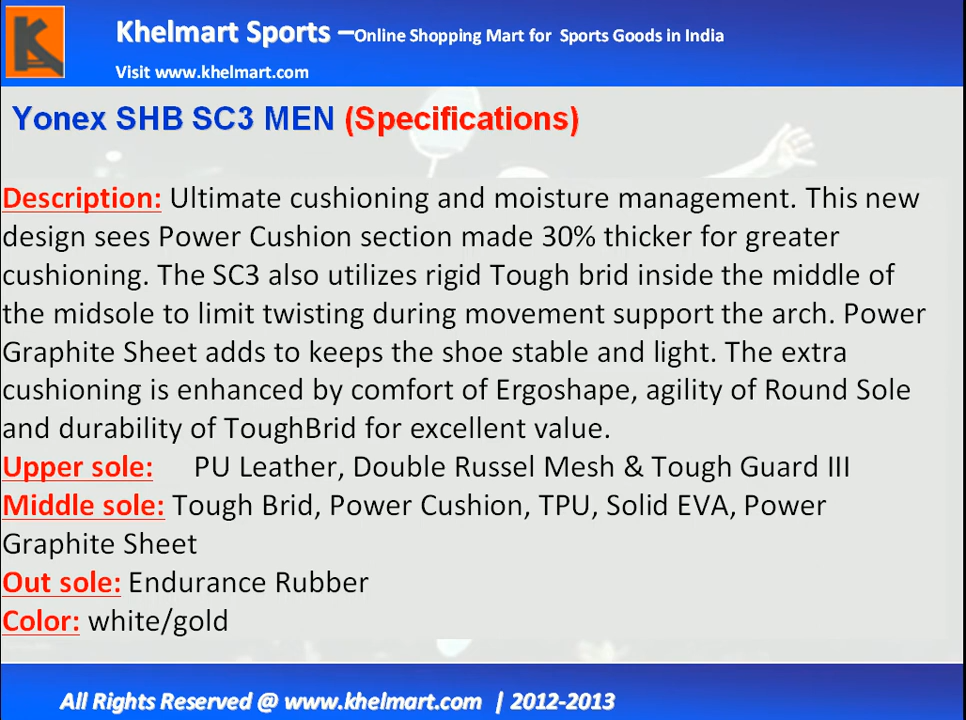 Khelmart Sports –Online Shopping Mart for Sports Goods in India
Visit www.khelmart.com
Yonex SHB SC3 MEN (Specifications)
Description: Ultimate cushioning and moisture management. This new
design sees Power Cushion section made 30% thicker for greater
cushioning. The SC3 also utilizes rigid Tough brid inside the middle of
the midsole to limit twisting during movement support the arch. Power
Graphite Sheet adds to keeps the shoe stable and light. The extra
cushioning is enhanced by comfort of Ergoshape, agility of Round Sole
and durability of ToughBrid for excellent value.
Upper sole: PU Leather, Double Russel Mesh & Tough Guard III
Middle sole: Tough Brid, Power Cushion, TPU, Solid EVA, Power
Graphite Sheet
Out sole: Endurance Rubber
Color: white/gold
All Rights Reserved @ www.khelmart.com | 2012-2013